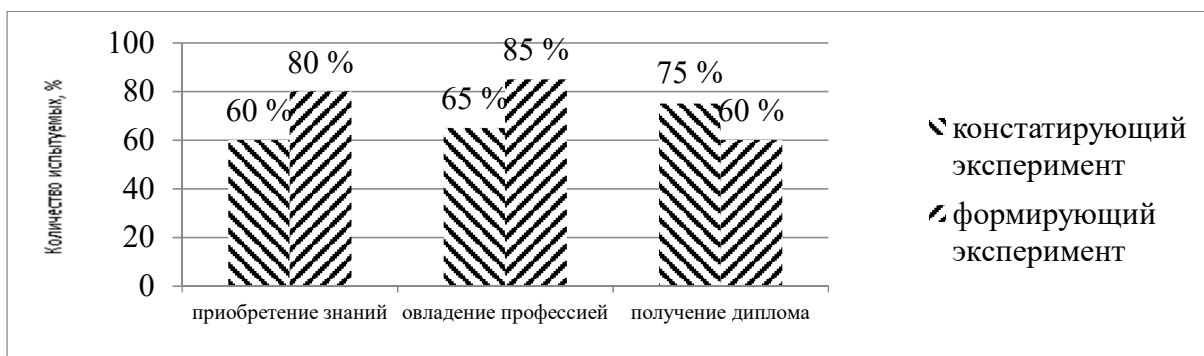 Количество испытуемых, %
100
80
60
40
20
0
60 %
80 %
65 %
85 %
75 %
60 %
приобретение знаний
овладение профессией
получение диплома
констатирующий
эксперимент
формирующий
эксперимент